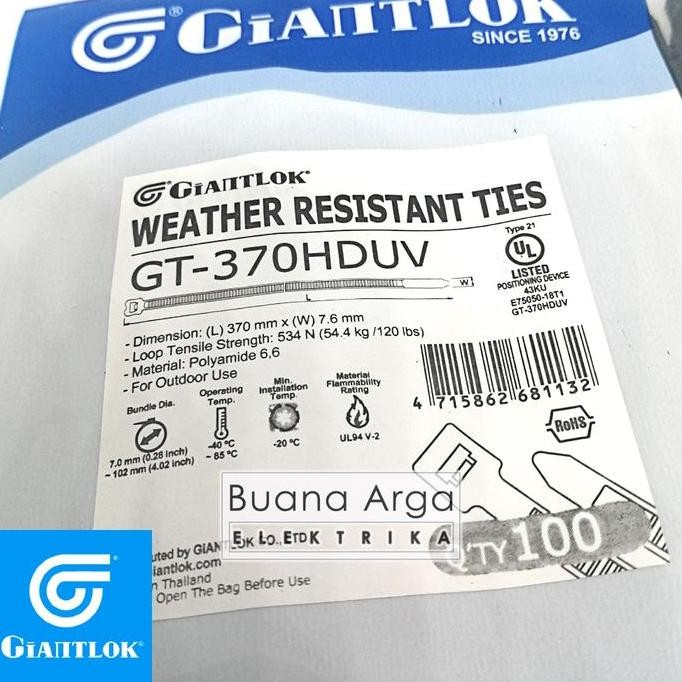 GIANTLOK®
SINCE 1976
GIANTLOK®
WEATHER RESISTANT TIES
GT-370HDUV
W
L
Type 21
UL
LISTED
POSITIONING DEVICE
43KU
E75050-18T1
GT-370HDUV
- Dimension: (L) 370 mm x (W) 7.6 mm
- Loop Tensile Strength: 534 N (54.4 kg /120 lbs)
- Material: Polyamide 6,6
- For Outdoor Use
Bundle Dia.
7.0 mm (0.28 inch)
~ 102 mm (4.02 inch)
Operating
Temp.
-40 °C
~ 85°C
Min.
Installation
Temp.
-20 °C
Material
Flammability
Rating
UL94 V-2
4 715862 681132
RoHS
Buana Arga
ELEKTRIKA
Q'TY 100
uted by GIANTLOK Co., LTD
iantlok.com
n Thailand
Open The Bag Before Use
GIANTLOK®